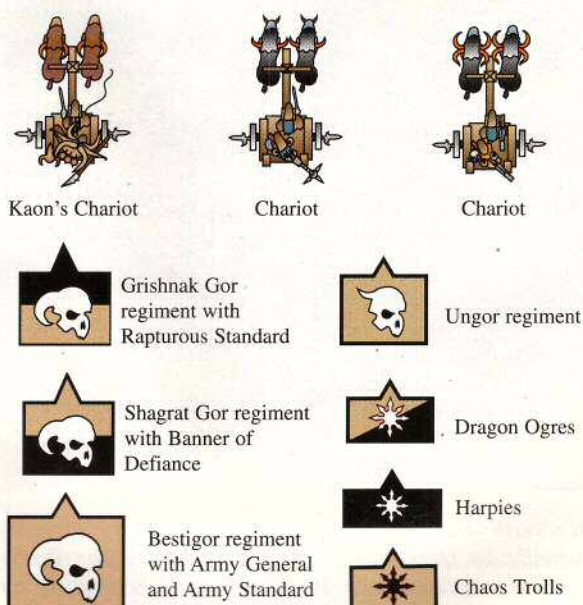 Kaon's Chariot
Chariot
Chariot
Grishnak Gor
regiment with
Rapturous Standard
Ungor regiment
Shagrat Gor regiment
with Banner of
Defiance
Dragon Ogres
Harpies
Bestigor regiment
with Army General
and Army Standard
Chaos Trolls